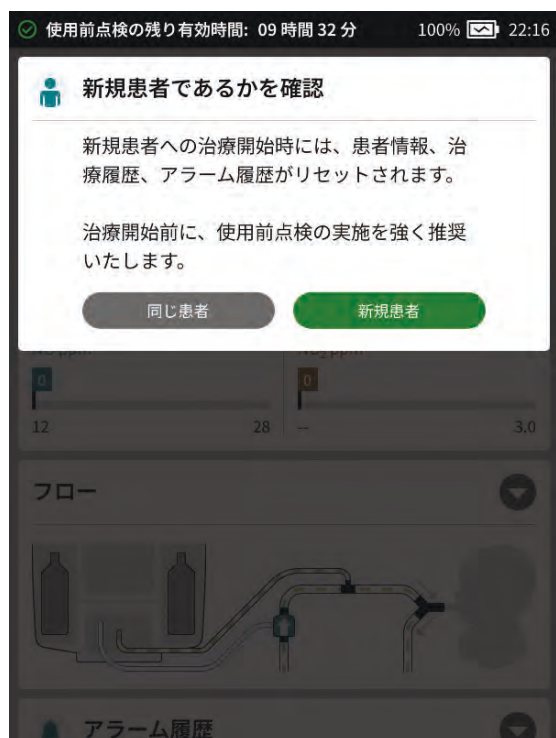 使用前点検の残り有効時間: 09 時間 32 分 100% 22:16
新規患者であるかを確認
新規患者への治療開始時には、患者情報、治
療履歴、アラーム履歴がリセットされます。
治療開始前に、使用前点検の実施を強く推奨
いたします。
同じ患者 新規患者
NO₂ ppm
0 0
12 28 -- 3.0
フロー
アラーム履歴